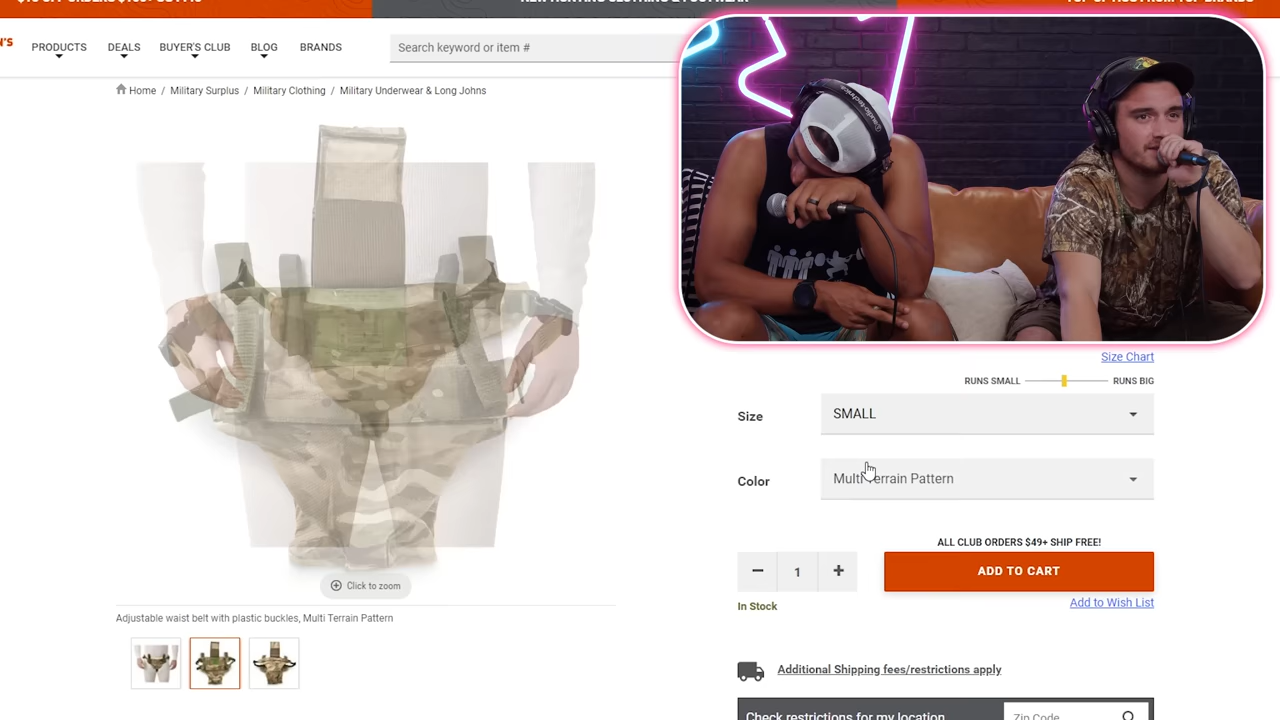 N'S
PRODUCTS
DEALS
BUYER'S CLUB
BLOG
BRANDS
Search keyword or item #
Home / Military Surplus / Military Clothing / Military Underwear & Long Johns
audio-technica
Size Chart
RUNS SMALL
RUNS BIG
Size
SMALL
Color
Multi Terrain Pattern
ALL CLUB ORDERS $49+ SHIP FREE!
1
ADD TO CART
In Stock
Add to Wish List
Click to zoom
Adjustable waist belt with plastic buckles, Multi Terrain Pattern
Additional Shipping fees/restrictions apply
Check restrictions for my location
Zip Code